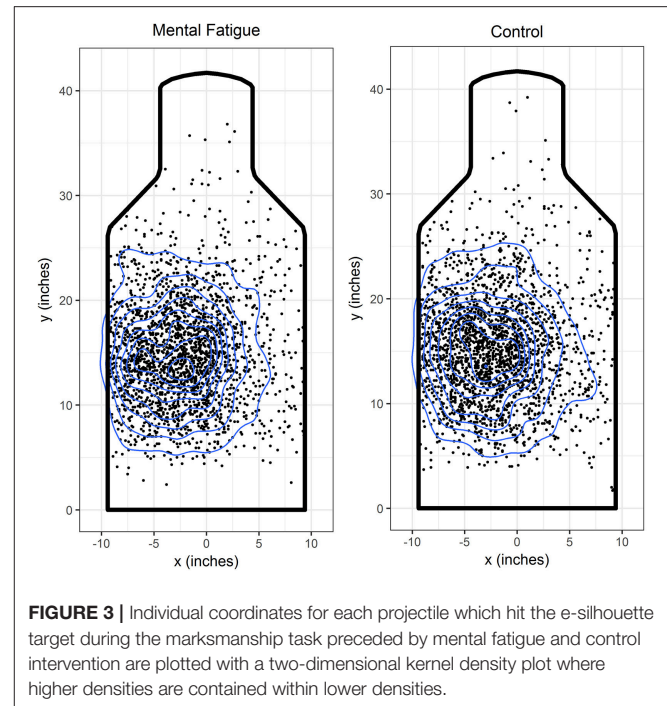 Mental Fatigue
Control
40
30
20
10
0
y (inches)
-10 -5 0 5 10
x (inches)
40
30
20
10
0
y (inches)
-10 -5 0 5 10
x (inches)
FIGURE 3 | Individual coordinates for each projectile which hit the e-silhouette
target during the marksmanship task preceded by mental fatigue and control
intervention are plotted with a two-dimensional kernel density plot where
higher densities are contained within lower densities.